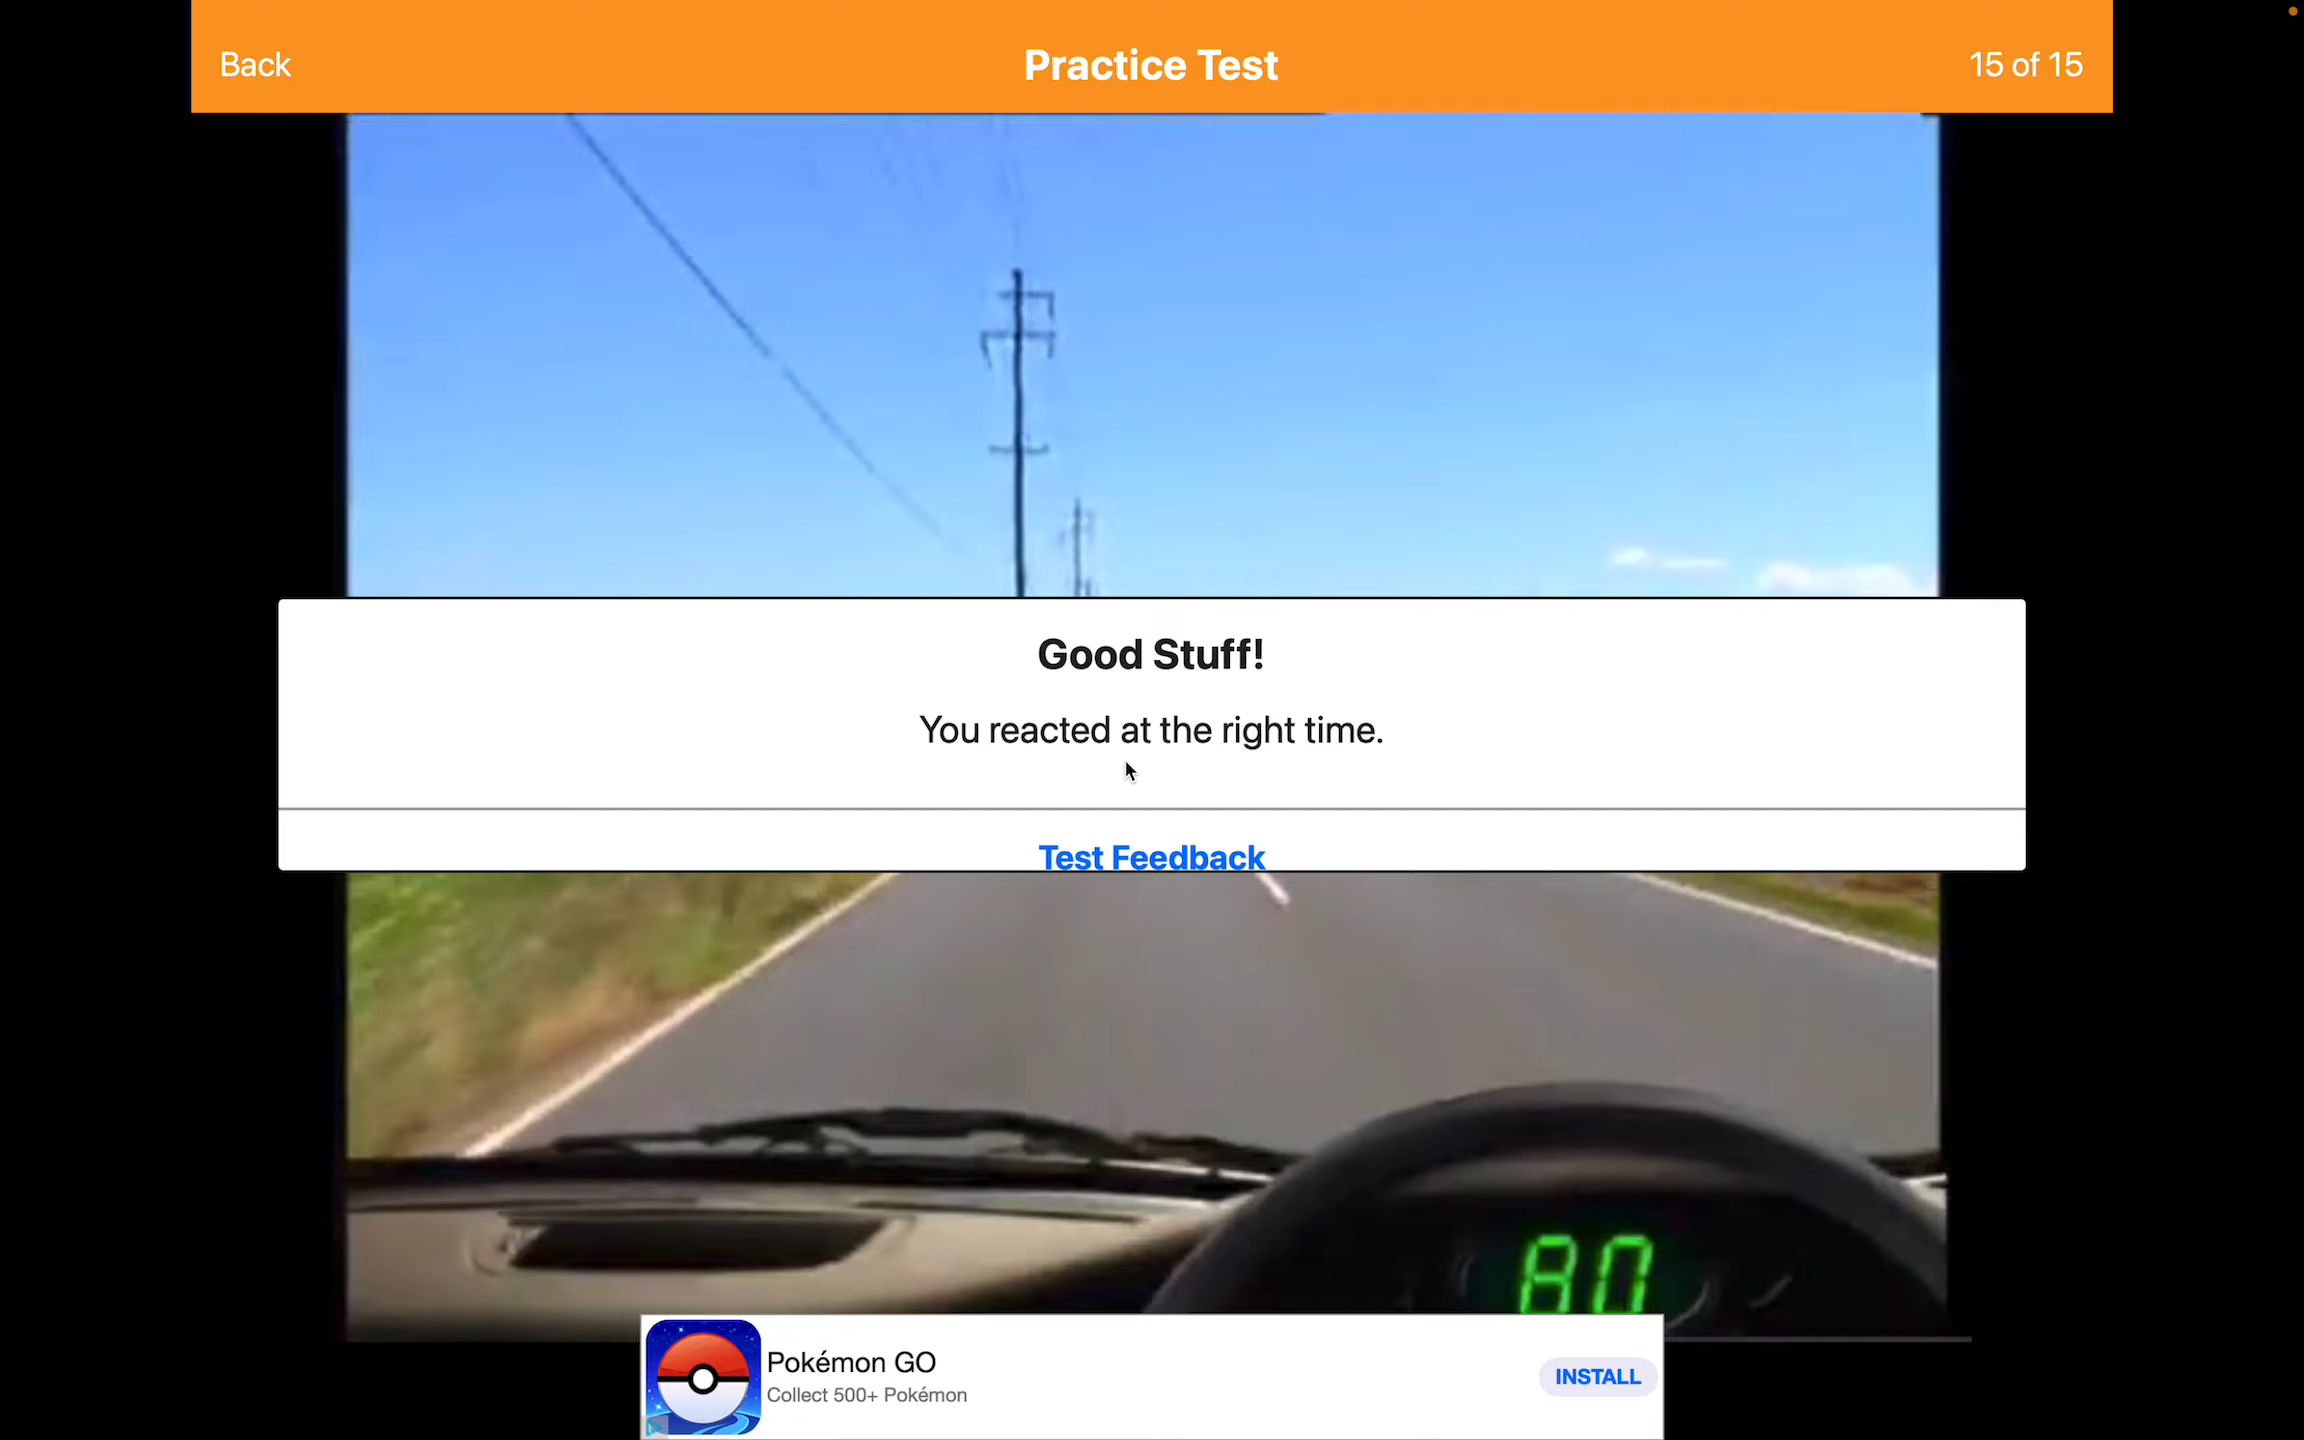 Back
Practice Test
15 of 15
Good Stuff!
You reacted at the right time.
Test Feedback
80
Pokémon GO
Collect 500+ Pokémon
INSTALL